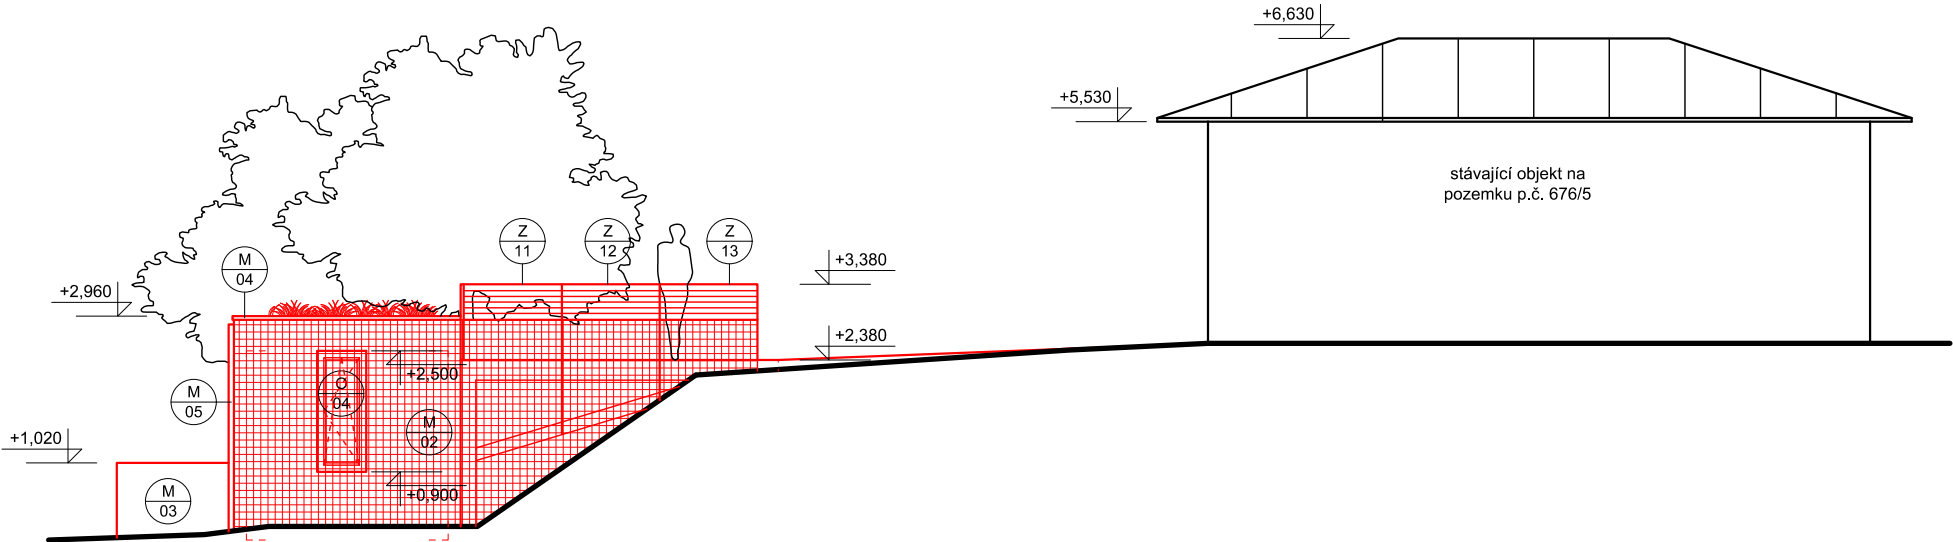 +6,630
+5,530
stávající objekt na
pozemku p.č. 676/5
Z
11
Z
12
Z
13
M
04
+3,380
+2,960
+2,380
+2,500
O
04
M
05
M
02
+1,020
+0,900
M
03